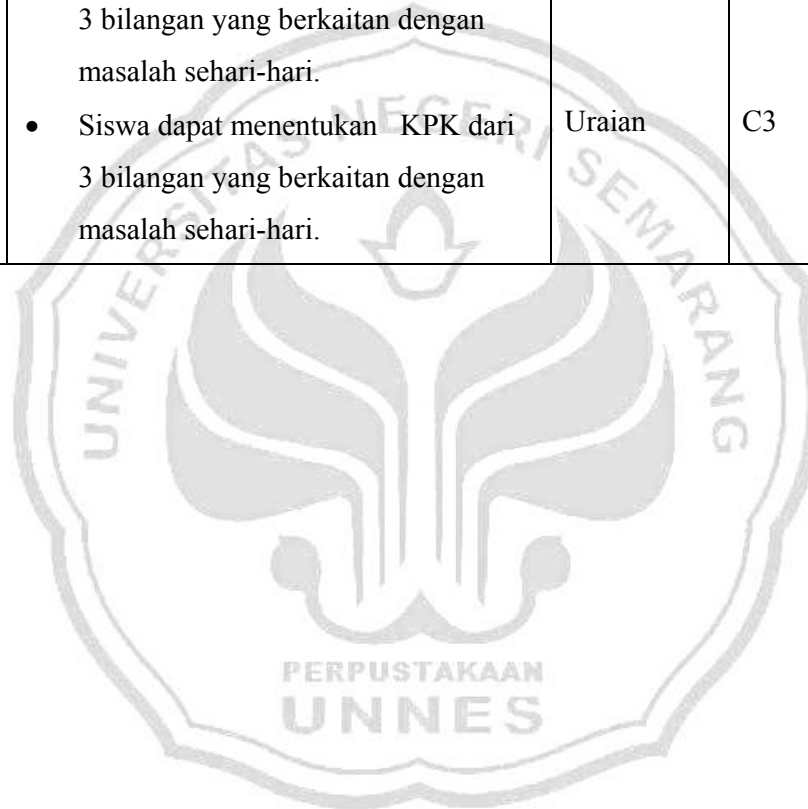 3 bilangan yang berkaitan dengan
masalah sehari-hari.
• Siswa dapat menentukan KPK dari
3 bilangan yang berkaitan dengan
masalah sehari-hari.
Uraian
C3
UNIVERSITAS NEGERI SEMARANG
PERPUSTAKAAN
UNNES